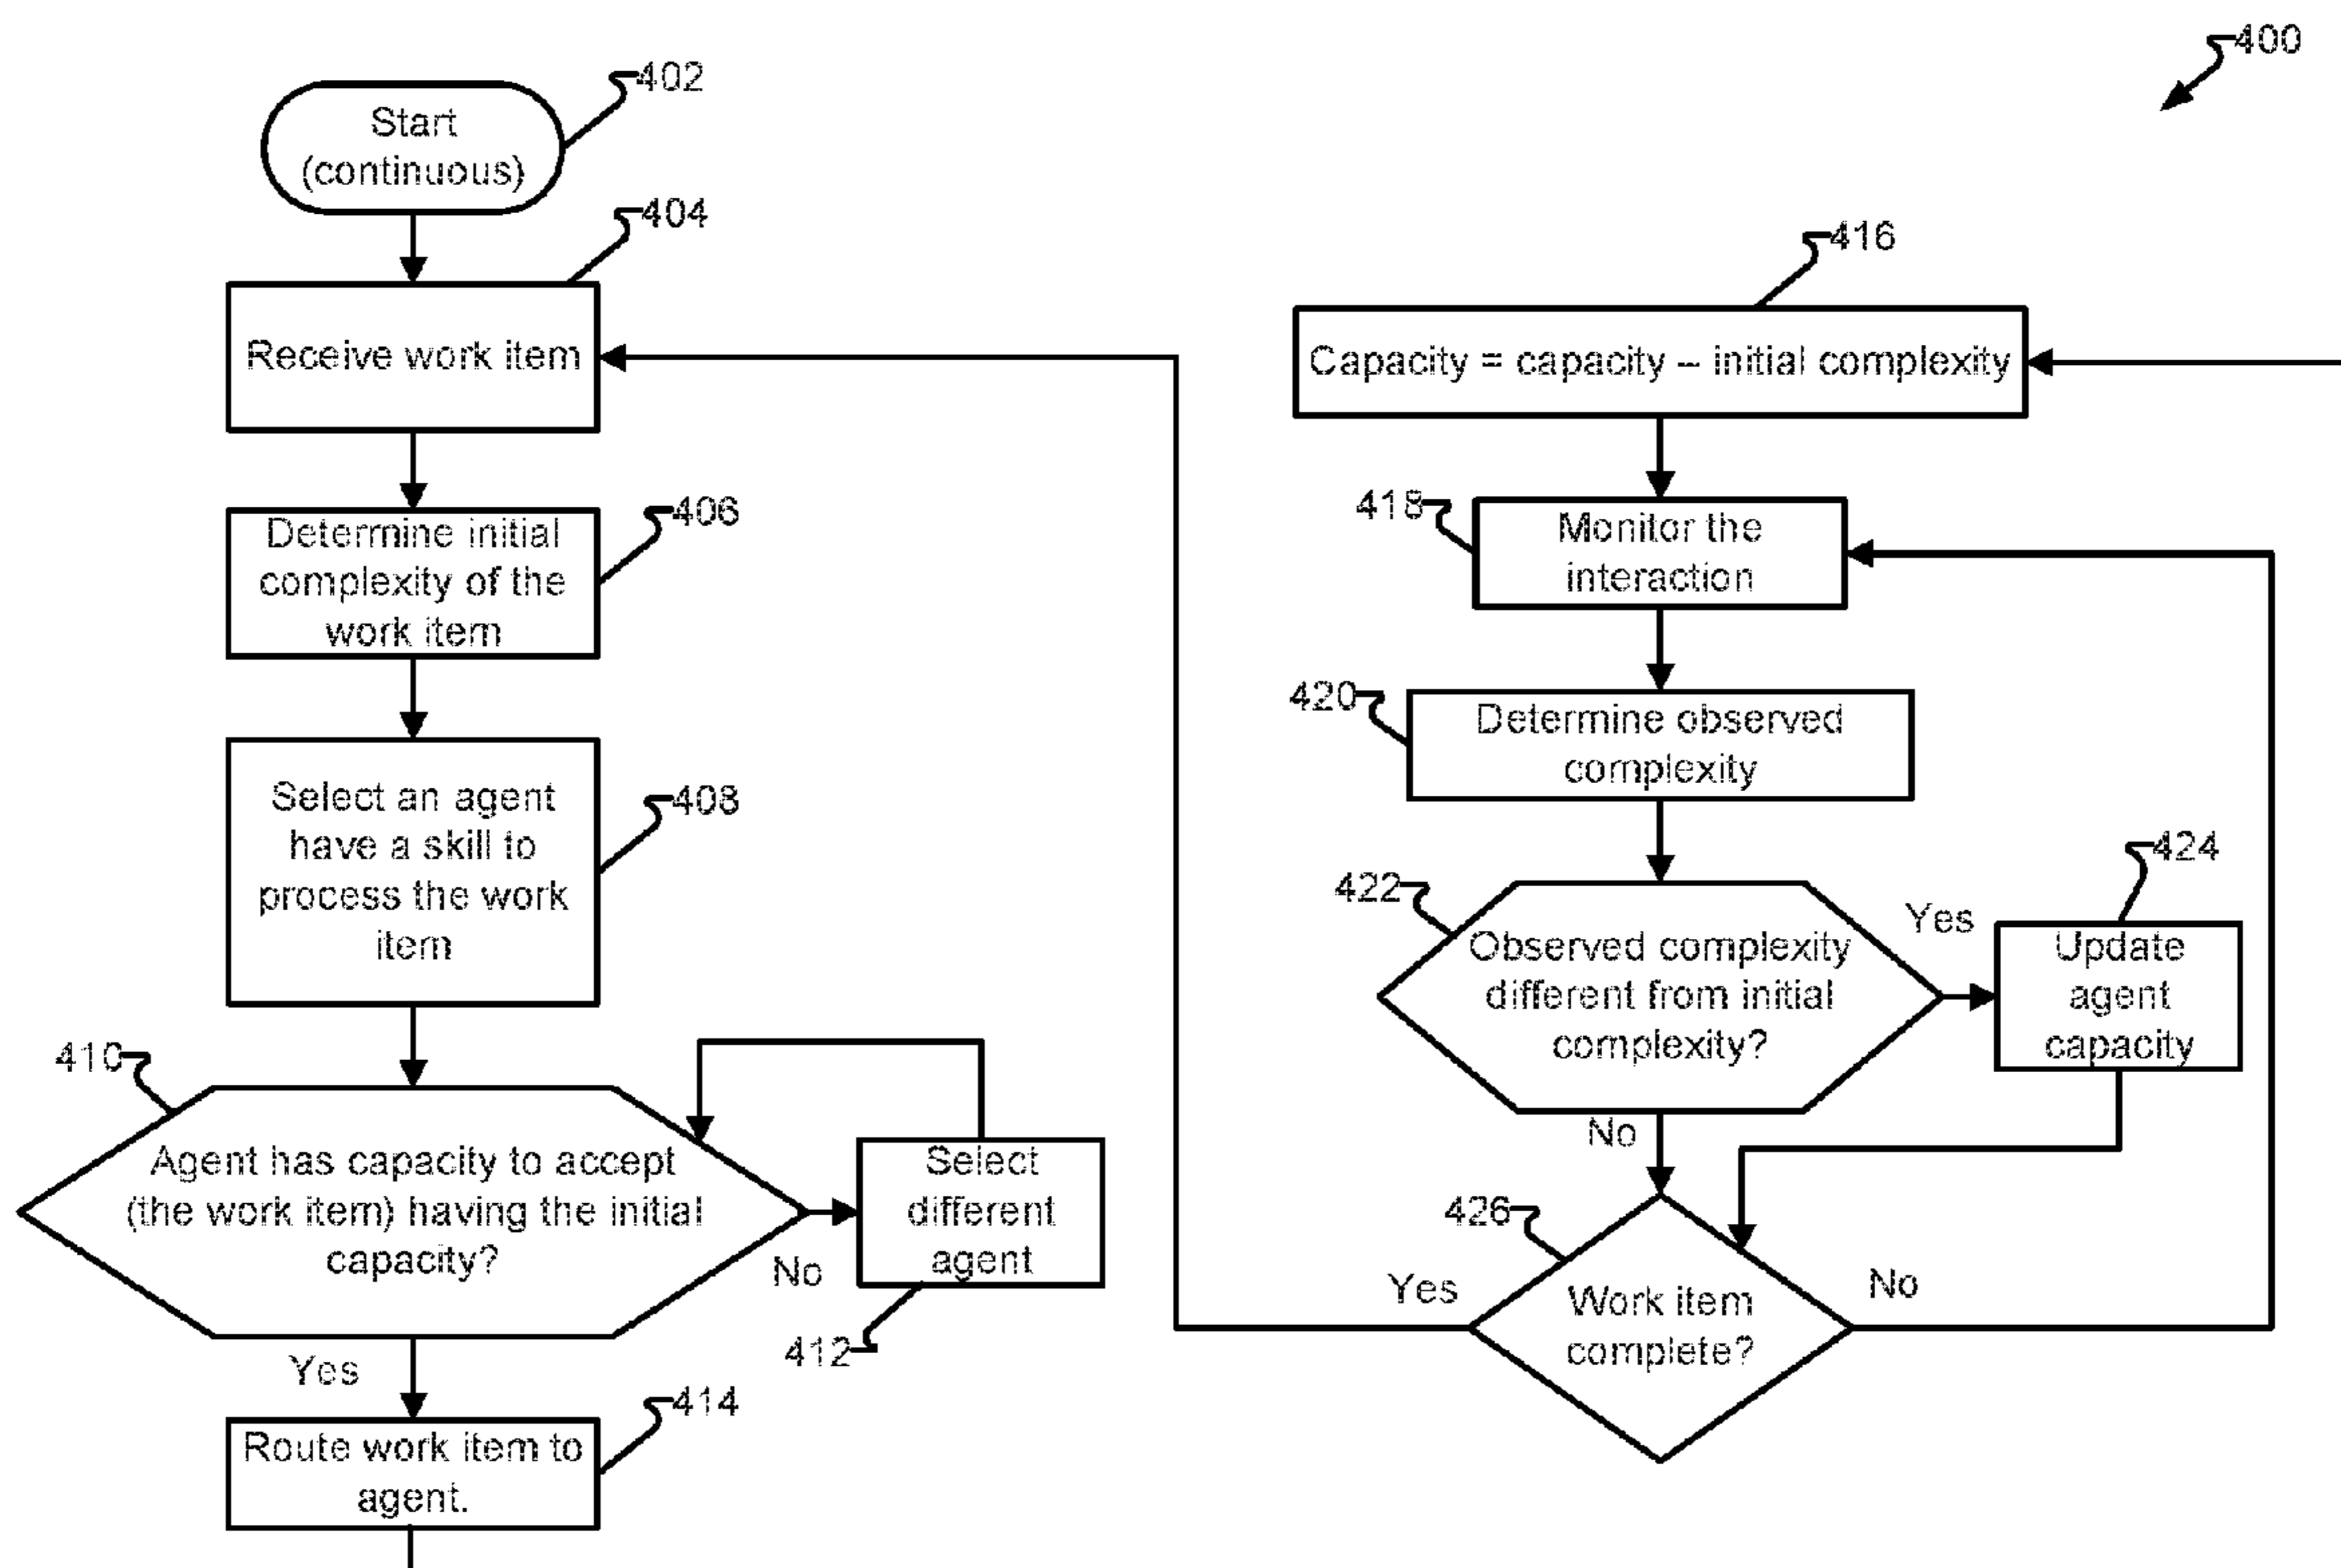 400
402
Start
(continuous)
404
Receive work item
406
Determine initial
complexity of the
work item
408
Select an agent
have a skill to
process the work
item
410
Agent has capacity to accept
(the work item) having the initial
capacity?
No
Select
different
agent
412
Yes
414
Route work item to
agent.
416
Capacity = capacity – initial complexity
418
Monitor the
interaction
420
Determine observed
complexity
422
Observed complexity
different from initial
complexity?
Yes
424
Update
agent
capacity
No
426
Work item
complete?
Yes
No